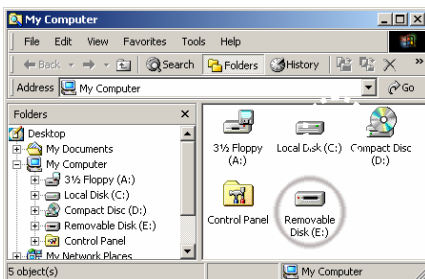 My Computer
File Edit View Favorites Tools Help
Back Search Folders History »
Address My Computer Go
Folders
Desktop
My Documents
My Computer
3½ Floppy (A:)
Local Disk (C:)
Compact Disc (D:)
Removable Disk (E:)
Control Panel
My Network Places
3½ Floppy
(A:)
Local Disk (C:)
Compact Disc
(D:)
Control Panel
Removable
Disk (E:)
5 object(s)
My Computer